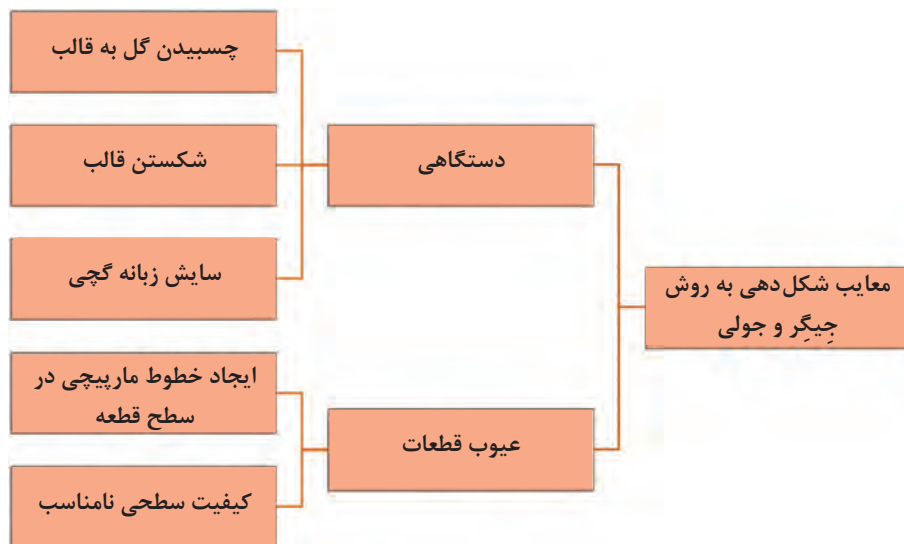 معایب شکل‌دهی به روش
جِیگِر و جولی
دستگاهی
چسبیدن گل به قالب
شکستن قالب
سایش زبانه گچی
عیوب قطعات
ایجاد خطوط مارپیچی در
سطح قطعه
کیفیت سطحی نامناسب